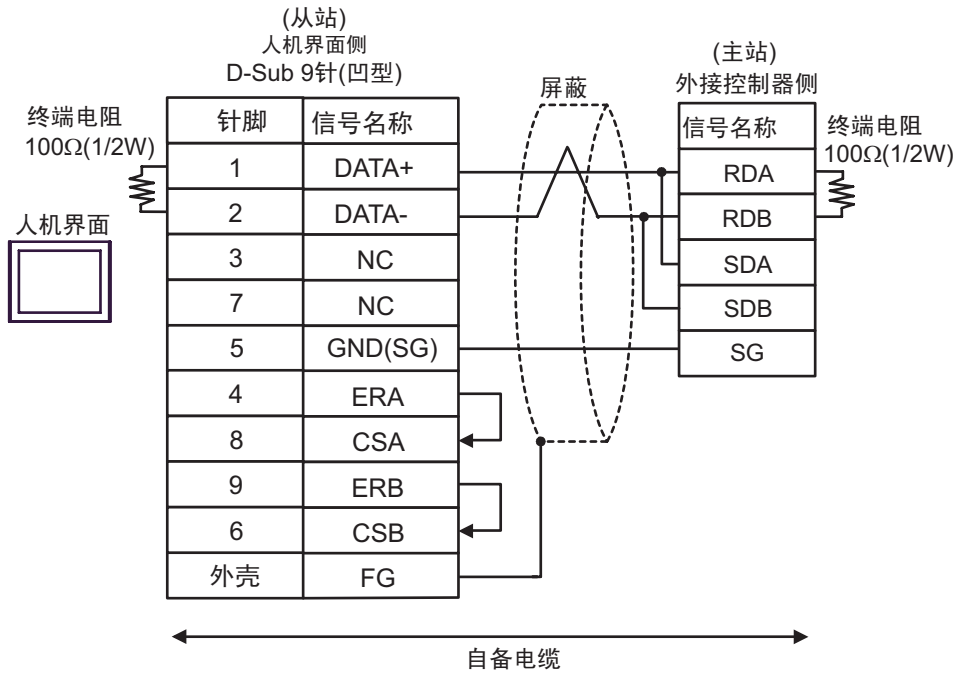 (从站)
人机界面侧
D-Sub 9针(凹型)
(主站)
外接控制器侧
屏蔽
终端电阻
100Ω(1/2W)
终端电阻
100Ω(1/2W)
人机界面
针脚 信号名称
1 DATA+
2 DATA-
3 NC
7 NC
5 GND(SG)
4 ERA
8 CSA
9 ERB
6 CSB
外壳 FG
信号名称
RDA
RDB
SDA
SDB
SG
自备电缆